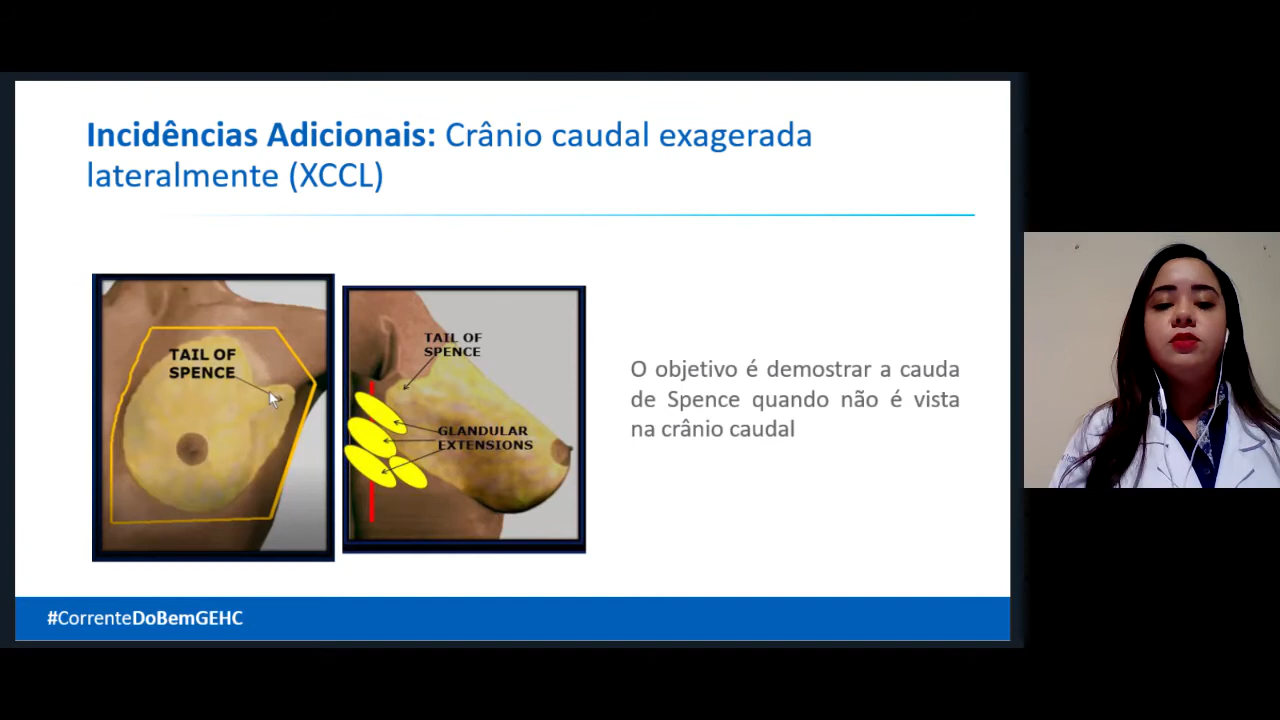 Incidências Adicionais: Crânio caudal exagerada
lateralmente (XCCL)
TAIL OF
SPENCE
TAIL OF
SPENCE
GLANDULAR
EXTENSIONS
O objetivo é demostrar a cauda
de Spence quando não é vista
na crânio caudal
#CorrenteDoBemGEHC